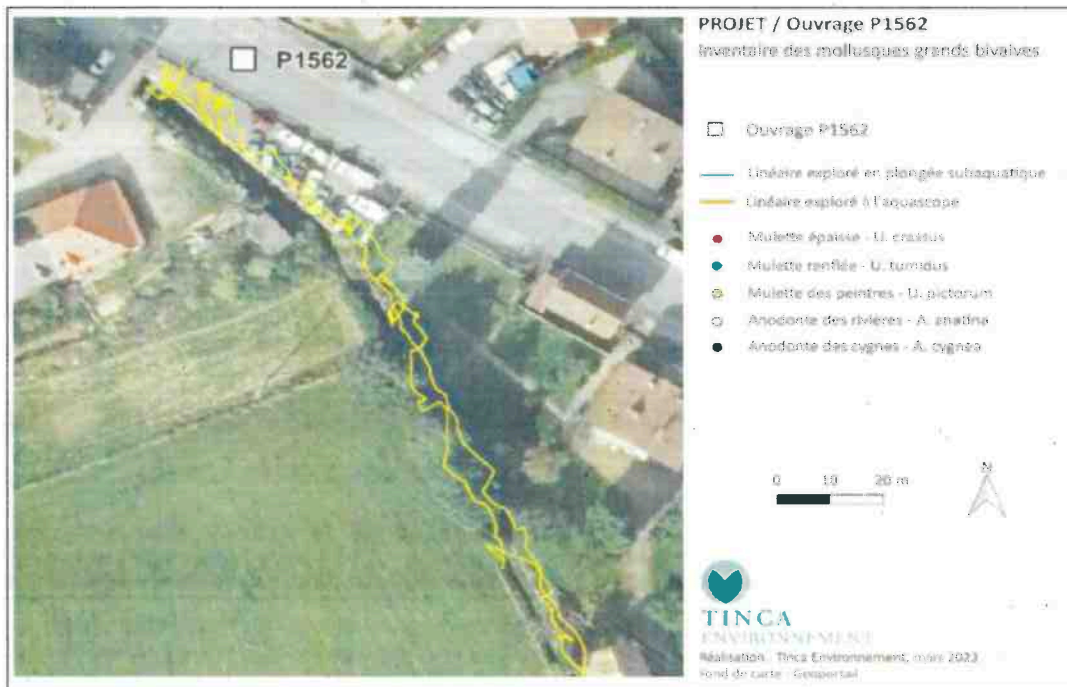 P1562
PROJET / Ouvrage P1562
Inventaire des mollusques grands bivalves
Ouvrage P1562
Linéaire exploré en plongée subaquatique
Linéaire exploré à l'aquascope
Mulette épaisse - U. crassus
Mulette renflée - U. tumidus
Mulette des peintres - U. pictorum
Anodonte des rivières - A. anatina
Anodonte des cygnes - A. cygnea
0 10 20 m
N
TINCA
ENVIRONNEMENT
Réalisation : Tinca Environnement, mars 2023
Fond de carte : Geoportail